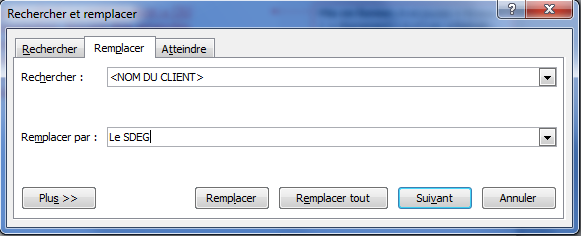 Rechercher et remplacer
Rechercher Remplacer Atteindre
Rechercher : <NOM DU CLIENT>
Remplacer par : Le SDEG
Plus >> Remplacer Remplacer tout Suivant Annuler